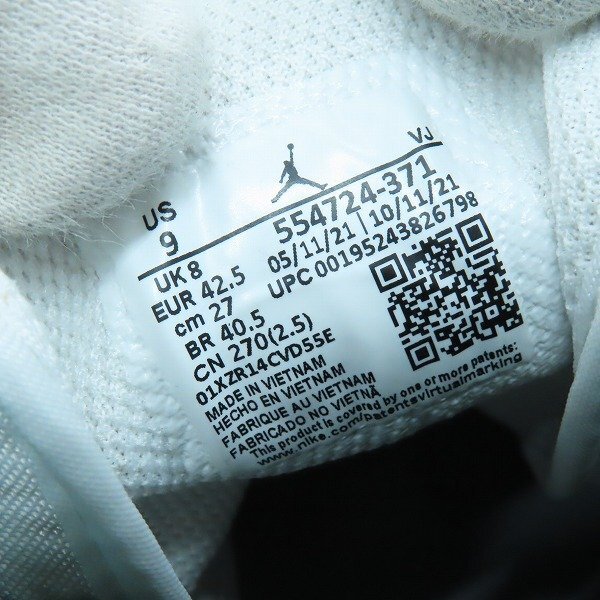 VJ
US
9
554724-371
UK 8
05/11/21 | 10/11/21
EUR 42.5
UPC 00195243826798
cm 27
BR 40.5
CN 270(2.5)
01XZR14CVD55E
MADE IN VIETNAM
HECHO EN VIETNAM
FABRIQUE AU VIETNAM
FABRICADO NO VIETNÃ
This product is covered by one or more patents:
www.nike.com/patentsvirtualmarking